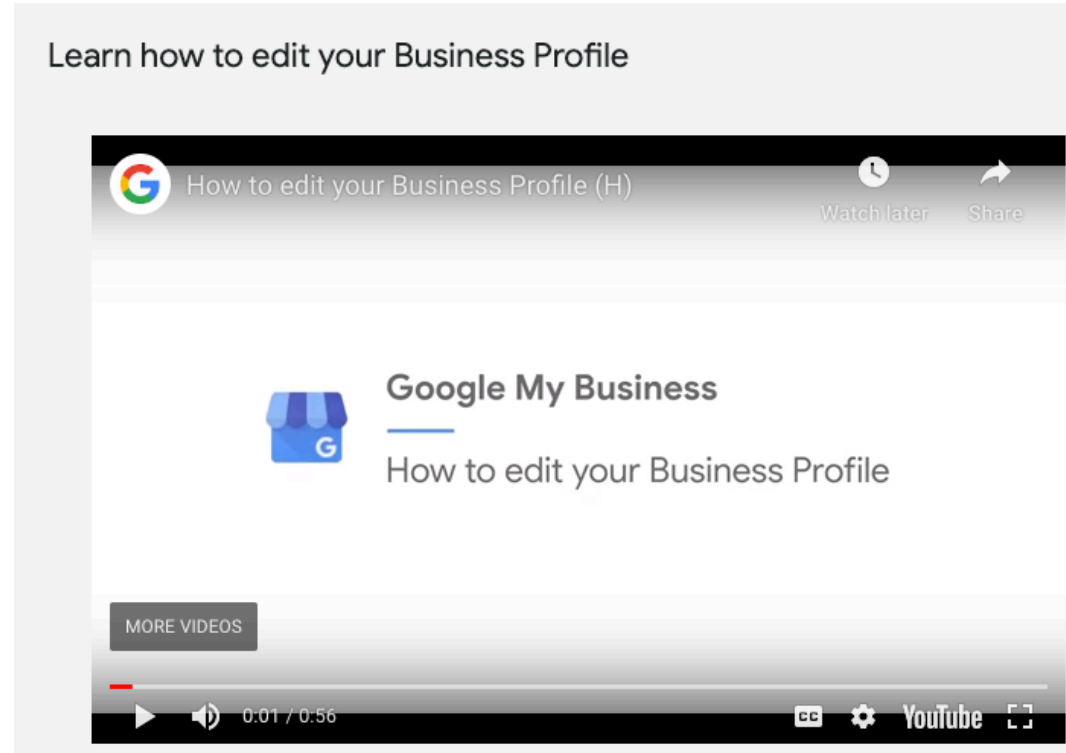 Learn how to edit your Business Profile
G How to edit your Business Profile (H)
Watch later Share
Google My Business
G
How to edit your Business Profile
MORE VIDEOS
0:01 / 0:56 CC YouTube